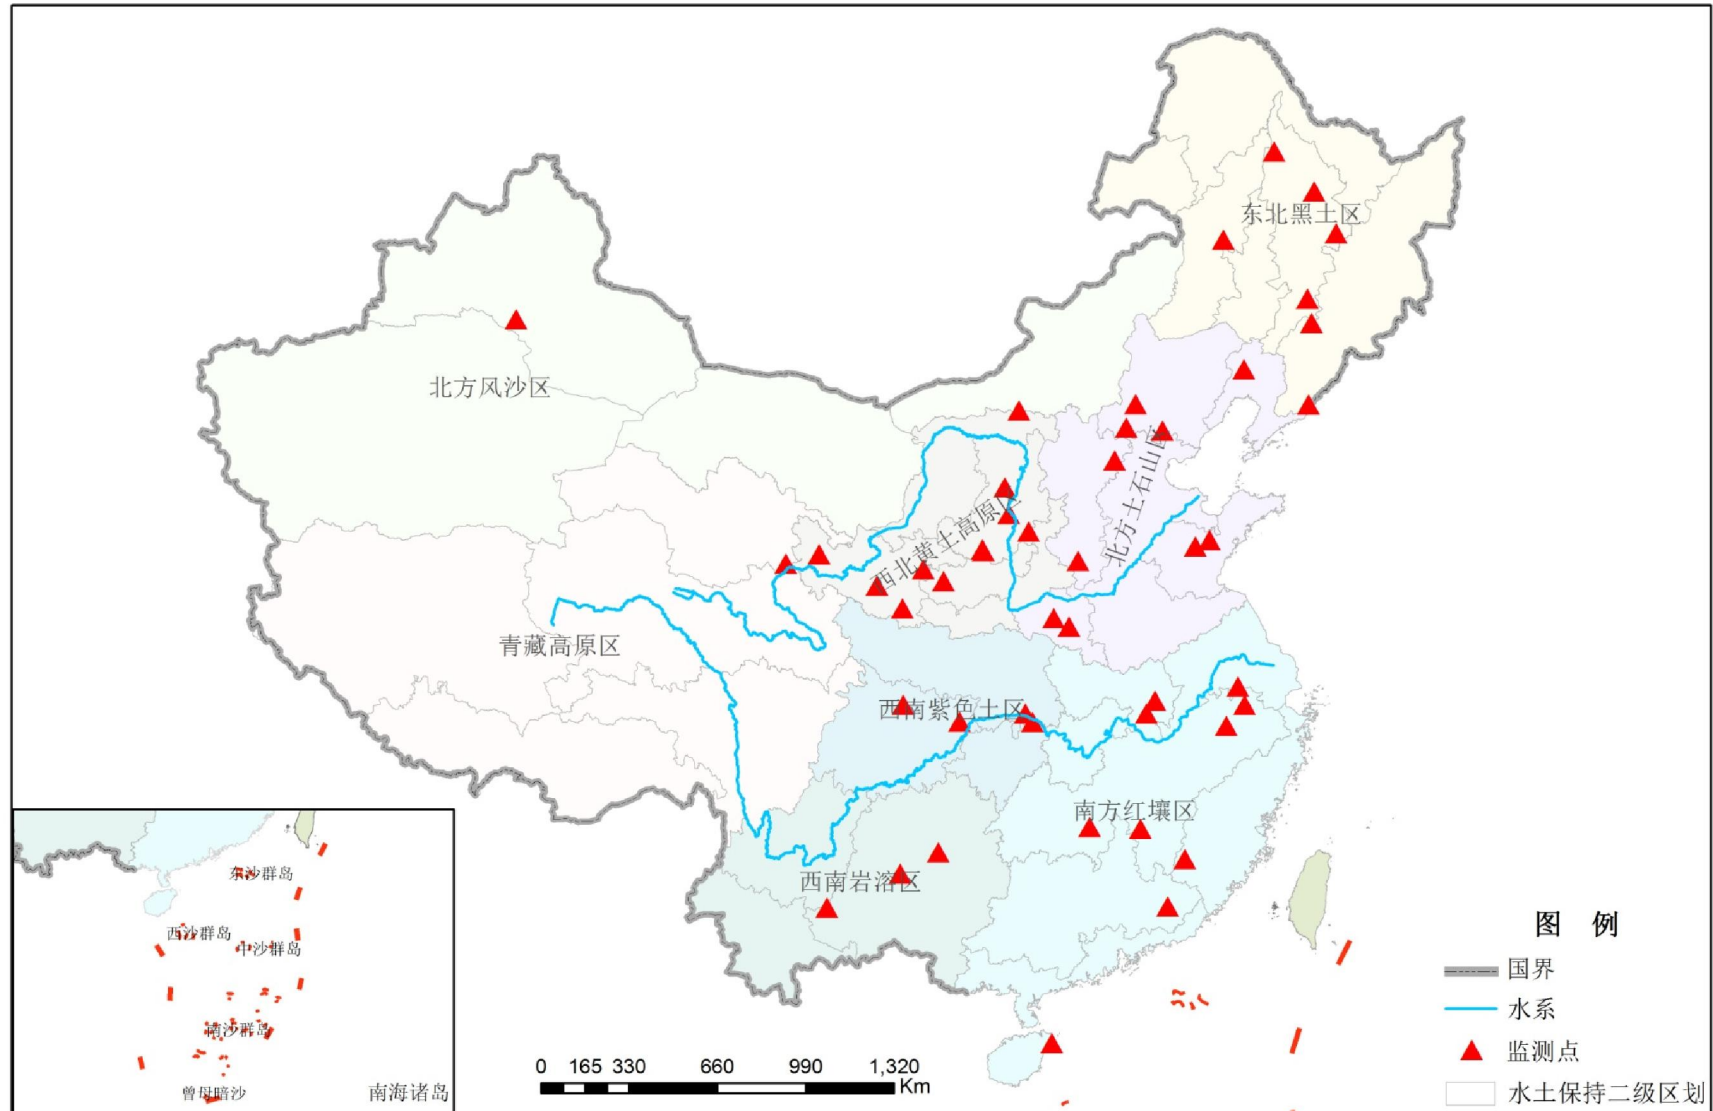 东北黑土区
北方风沙区
北方土石山区
西北黄土高原区
青藏高原区
西南紫色土区
南方红壤区
西南岩溶区
东沙群岛
西沙群岛
中沙群岛
南沙群岛
曾母暗沙
南海诸岛
0 165 330 660 990 1,320
Km
图 例
国界
水系
监测点
水土保持二级区划